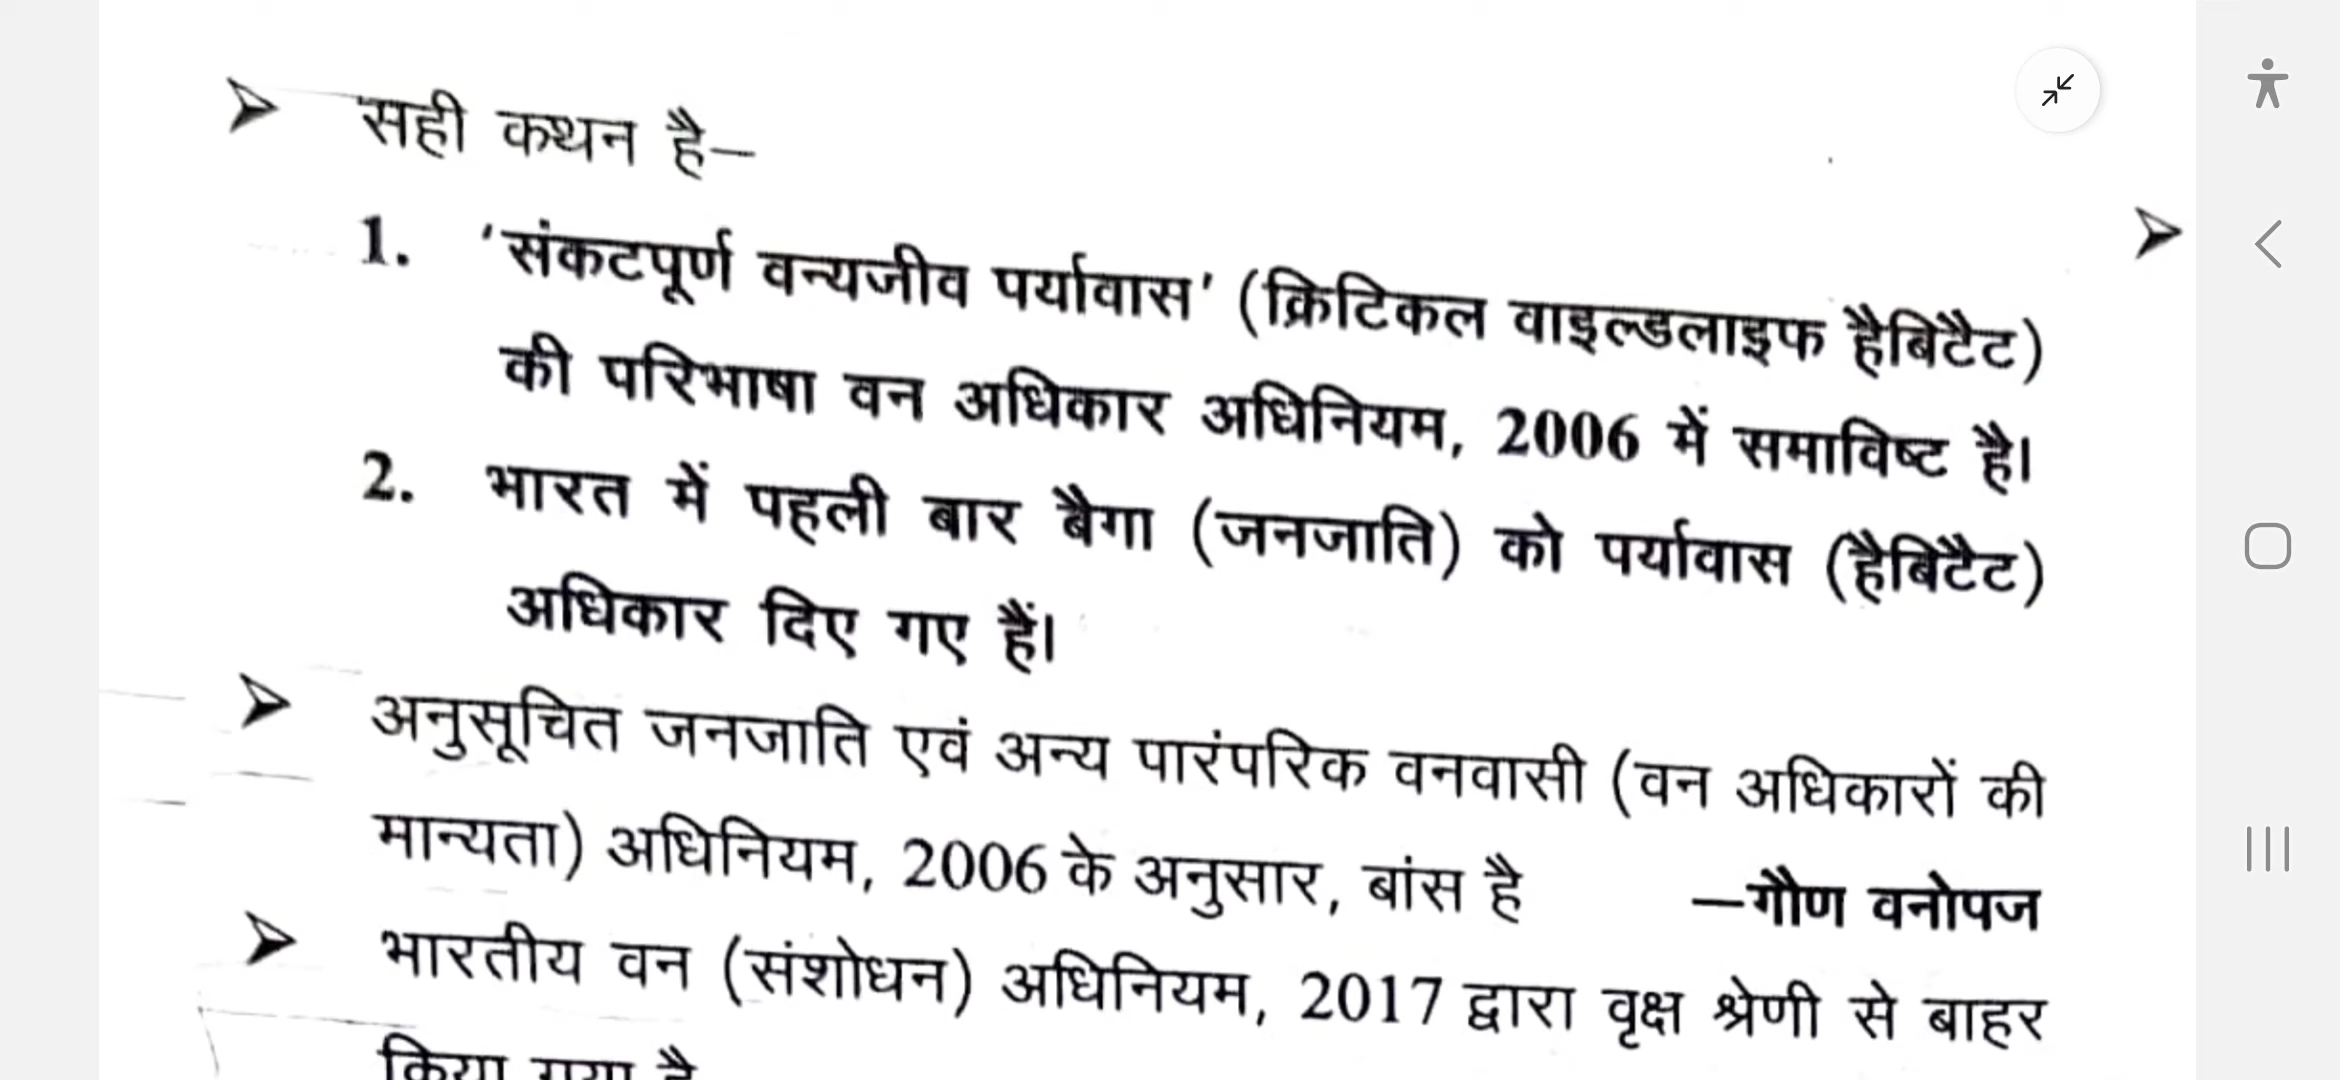 ➤ सही कथन है–
1. 'संकटपूर्ण वन्यजीव पर्यावास' (क्रिटिकल वाइल्डलाइफ हैबिटैट)
की परिभाषा वन अधिकार अधिनियम, 2006 में समाविष्ट है।
2. भारत में पहली बार बैगा (जनजाति) को पर्यावास (हैबिटैट)
अधिकार दिए गए हैं।
➤ अनुसूचित जनजाति एवं अन्य पारंपरिक वनवासी (वन अधिकारों की
मान्यता) अधिनियम, 2006 के अनुसार, बांस है –गौण वनोपज
➤ भारतीय वन (संशोधन) अधिनियम, 2017 द्वारा वृक्ष श्रेणी से बाहर
किया गया है